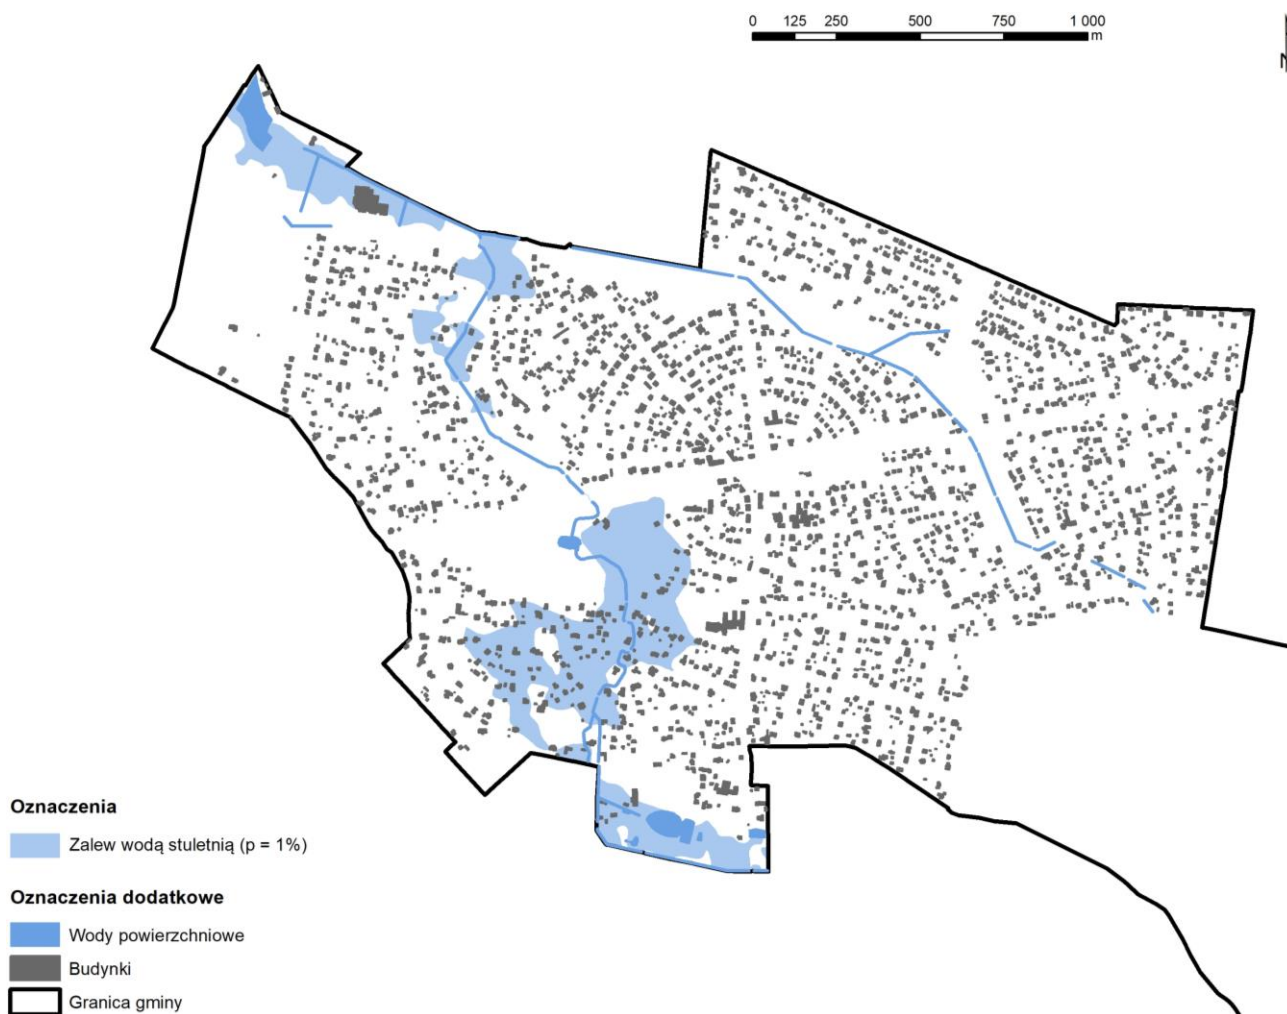 0 125 250 500 750 1 000
m
Oznaczenia
Zalew wodą stuletnią (p = 1%)
Oznaczenia dodatkowe
Wody powierzchniowe
Budynki
Granica gminy